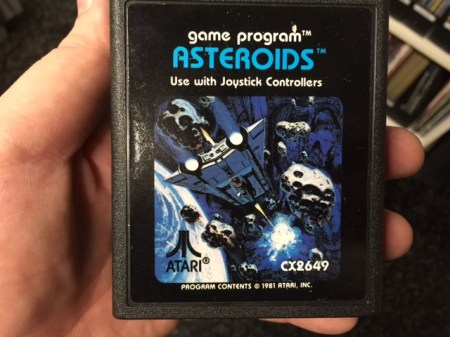 game program™
ASTEROIDS™
Use with Joystick Controllers
ATARI®
CX2649
PROGRAM CONTENTS © 1981 ATARI, INC.